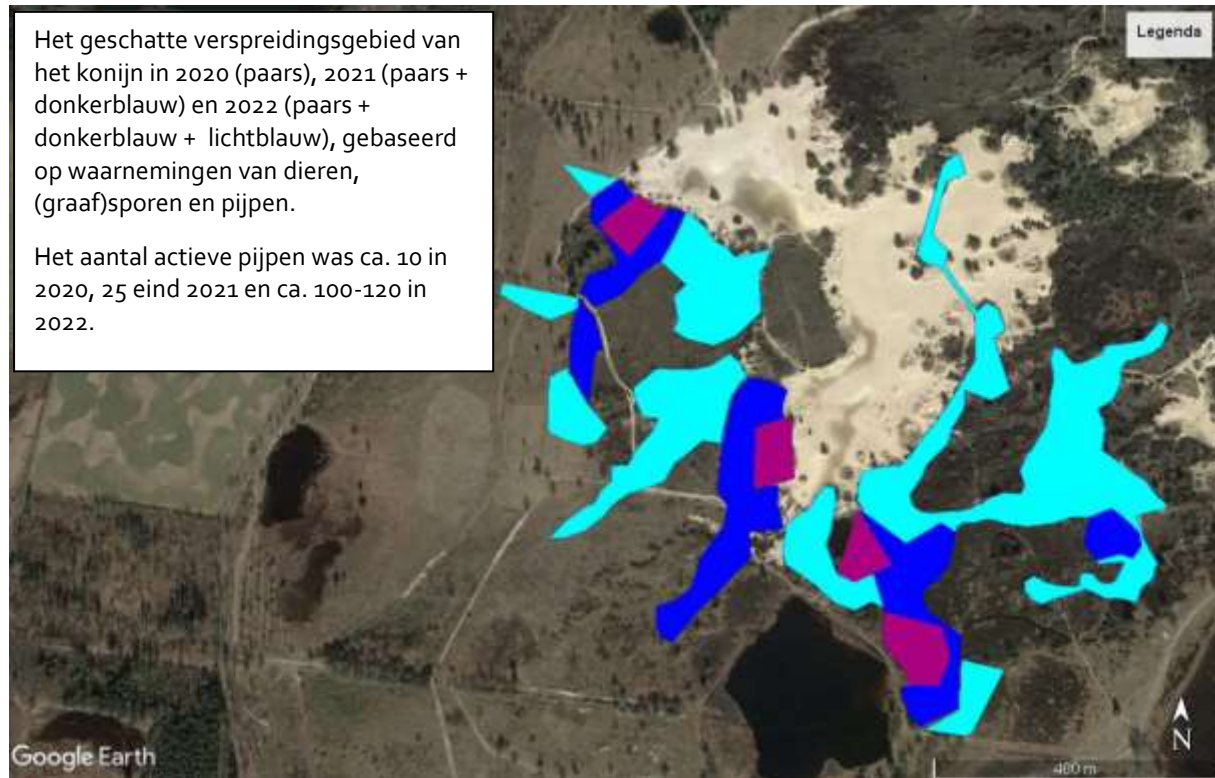 Het geschatte verspreidingsgebied van
het konijn in 2020 (paars), 2021 (paars +
donkerblauw) en 2022 (paars +
donkerblauw + lichtblauw), gebaseerd
op waarnemingen van dieren,
(graaf)sporen en pijpen.
Het aantal actieve pijpen was ca. 10 in
2020, 25 eind 2021 en ca. 100-120 in
2022.
Legenda
N
Google Earth
400 m